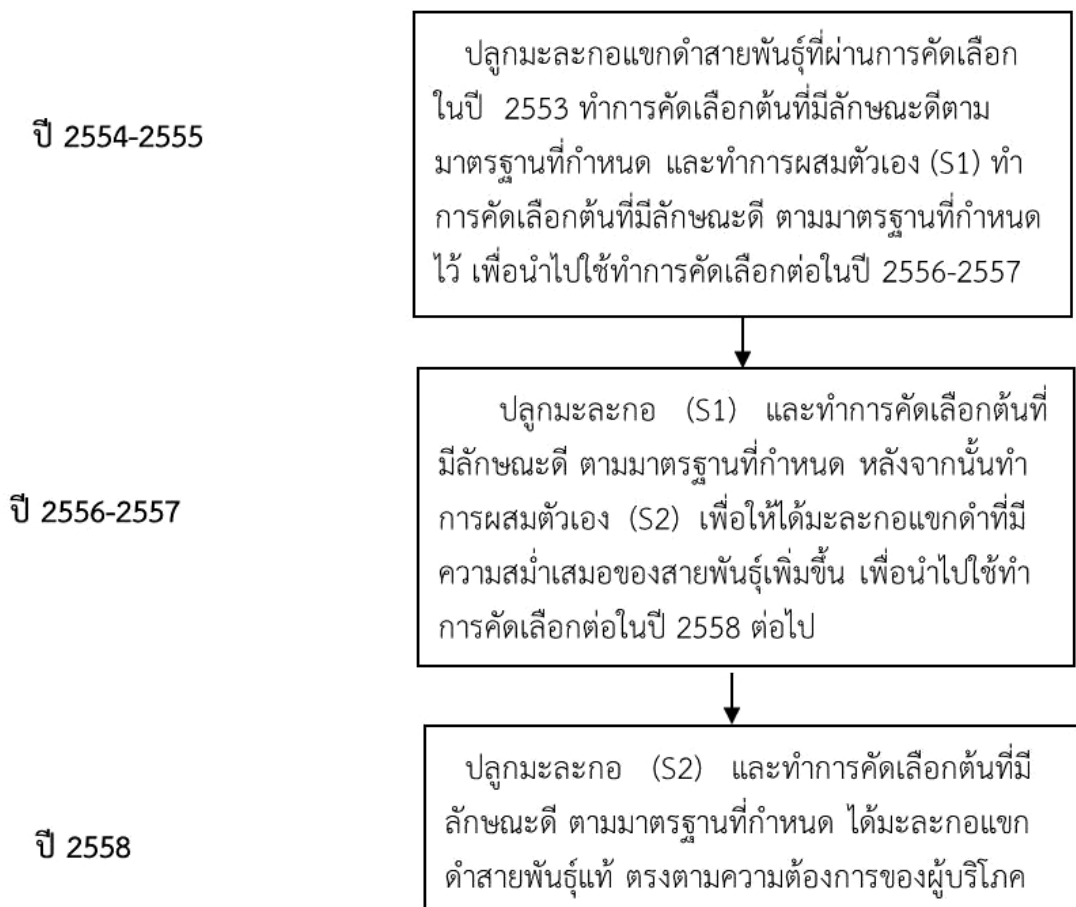 ปลูกมะละกอแขกดำสายพันธุ์ที่ผ่านการคัดเลือก
ปี 2554-2555
ในปี 2553 ทำการคัดเลือกต้นที่มีลักษณะดีตาม
มาตรฐานที่กำหนด และทำการผสมตัวเอง (S1) ทำ
การคัดเลือกต้นที่มีลักษณะดี ตามมาตรฐานที่กำหนด
ไว้ เพื่อนำไปใช้ทำการคัดเลือกต่อในปี 2556-2557
ปี 2556-2557
ปลูกมะละกอ (S1) และทำการคัดเลือกต้นที่
มีลักษณะดี ตามมาตรฐานที่กำหนด หลังจากนั้นทำ
การผสมตัวเอง (S2) เพื่อให้ได้มะละกอแขกดำที่มี
ความสม่ำเสมอของสายพันธุ์เพิ่มขึ้น เพื่อนำไปใช้ทำ
การคัดเลือกต่อในปี 2558 ต่อไป
ปี 2558
ปลูกมะละกอ (S2) และทำการคัดเลือกต้นที่มี
ลักษณะดี ตามมาตรฐานที่กำหนด ได้มะละกอแขก
ดำสายพันธุ์แท้ ตรงตามความต้องการของผู้บริโภค